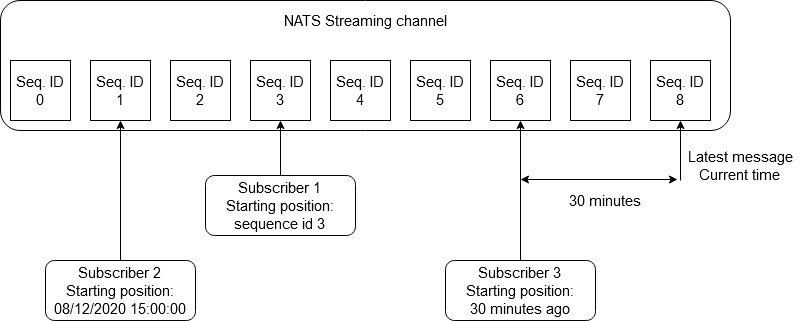 NATS Streaming channel
Seq. ID
0
Seq. ID
1
Seq. ID
2
Seq. ID
3
Seq. ID
4
Seq. ID
5
Seq. ID
6
Seq. ID
7
Seq. ID
8
Latest message
Current time
30 minutes
Subscriber 1
Starting position:
sequence id 3
Subscriber 2
Starting position:
08/12/2020 15:00:00
Subscriber 3
Starting position:
30 minutes ago